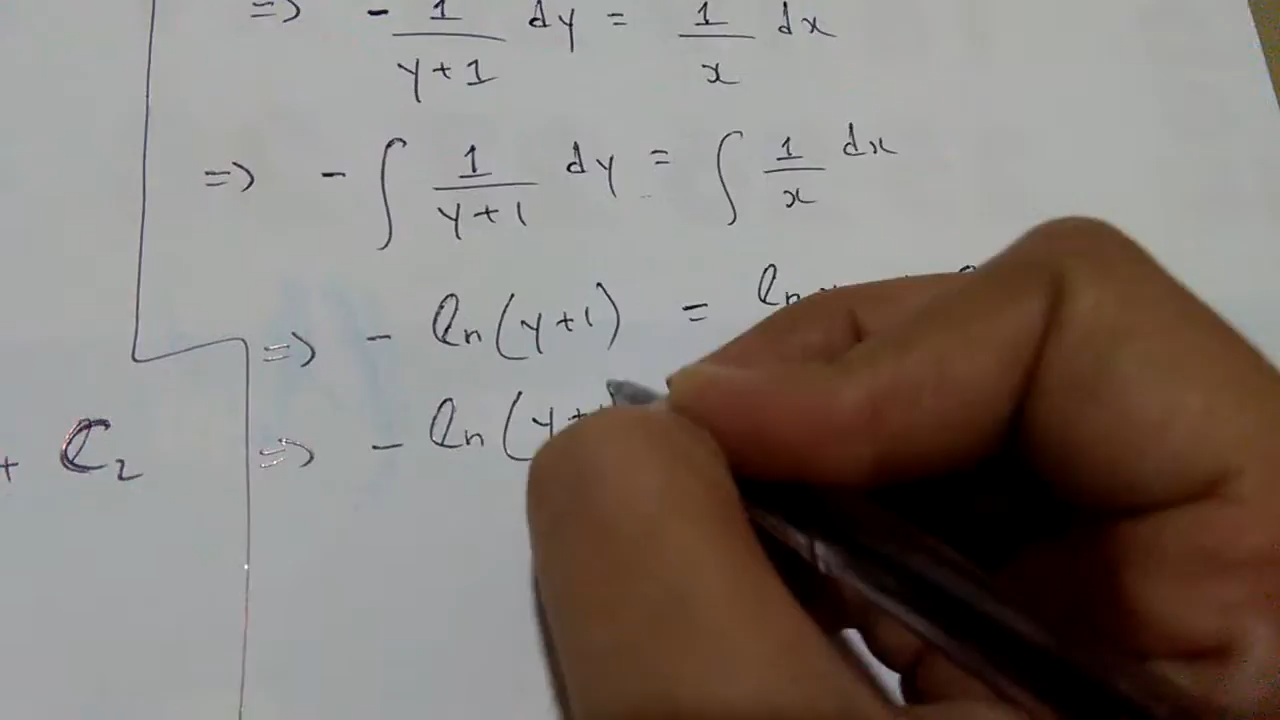 => - 1/(y+1) dy = 1/x dx
=> - ∫ 1/(y+1) dy = ∫ 1/x dx
=> - ln(y+1) = ln
+ C₂
=> - ln(y+